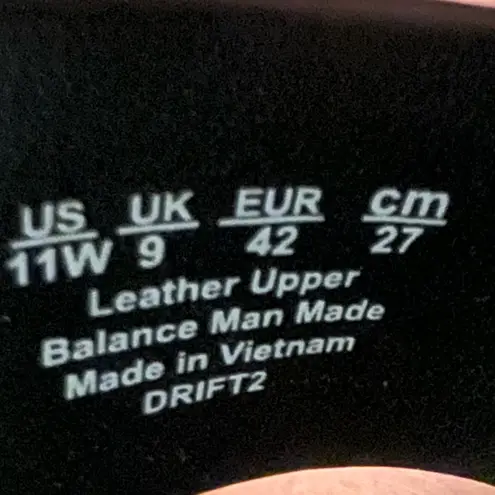 US UK EUR cm
11W 9 42 27
Leather Upper
Balance Man Made
Made in Vietnam
DRIFT2